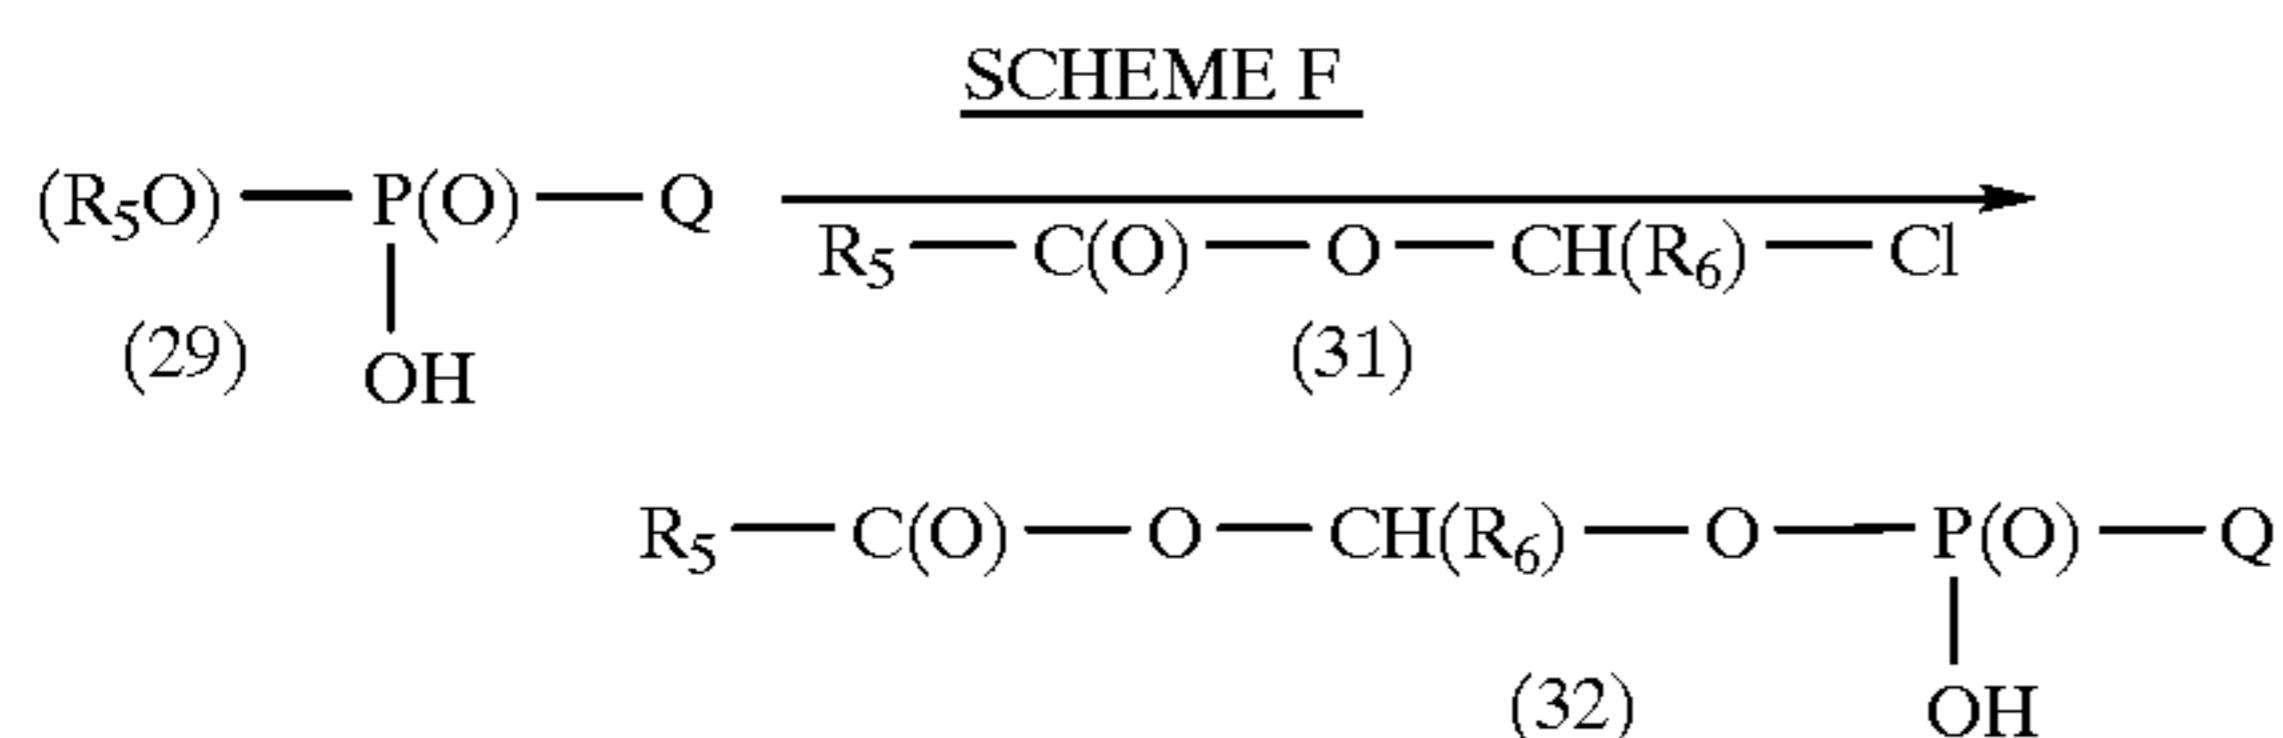 SCHEME F
(R₅O)—P(O)—Q
R₅—C(O)—O—CH(R₆)—Cl
(29)
OH
(31)
R₅—C(O)—O—CH(R₆)—O—P(O)—Q
(32)
OH